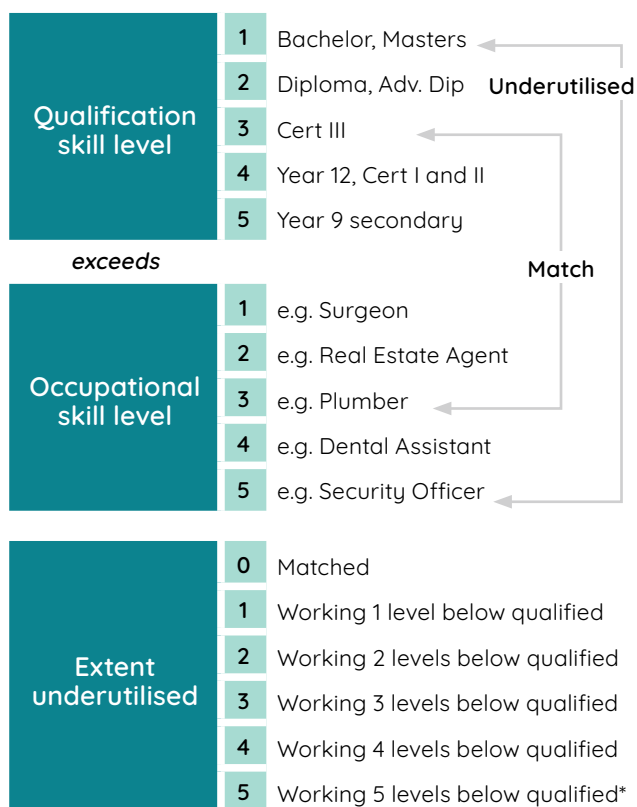 Qualification
skill level
1 Bachelor, Masters
2 Diploma, Adv. Dip
3 Cert III
4 Year 12, Cert I and II
5 Year 9 secondary
Underutilised
exceeds
Match
Occupational
skill level
1 e.g. Surgeon
2 e.g. Real Estate Agent
3 e.g. Plumber
4 e.g. Dental Assistant
5 e.g. Security Officer
Extent
underutilised
0 Matched
1 Working 1 level below qualified
2 Working 2 levels below qualified
3 Working 3 levels below qualified
4 Working 4 levels below qualified
5 Working 5 levels below qualified*